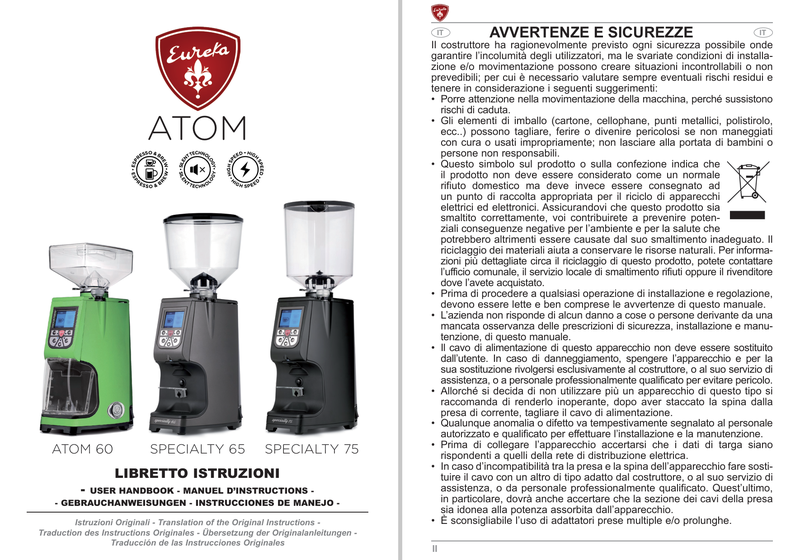 Eureka
ATOM
• ESPRESSO & BREW • ESPRESSO & BREW
• SILENT TECHNOLOGY • SILENT TECHNOLOGY
• HIGH SPEED • HIGH SPEED • HIGH SPEED
ATOM 60
SPECIALTY 65
SPECIALTY 75
LIBRETTO ISTRUZIONI
- USER HANDBOOK - MANUEL D'INSTRUCTIONS -
- GEBRAUCHANWEISUNGEN - INSTRUCCIONES DE MANEJO -
Istruzioni Originali - Translation of the Original Instructions -
Traduction des Instructions Originales - Übersetzung der Originalanleitungen -
Traducción de las Instrucciones Originales
Eureka
IT
AVVERTENZE E SICUREZZE
IT
Il costruttore ha ragionevolmente previsto ogni sicurezza possibile onde
garantire l'incolumità degli utilizzatori, ma le svariate condizioni di installa-
zione e/o movimentazione possono creare situazioni incontrollabili o non
prevedibili; per cui è necessario valutare sempre eventuali rischi residui e
tenere in considerazione i seguenti suggerimenti:
• Porre attenzione nella movimentazione della macchina, perché sussistono
rischi di caduta.
• Gli elementi di imballo (cartone, cellophane, punti metallici, polistirolo,
ecc..) possono tagliare, ferire o divenire pericolosi se non maneggiati
con cura o usati impropriamente; non lasciare alla portata di bambini o
persone non responsabili.
• Questo simbolo sul prodotto o sulla confezione indica che
il prodotto non deve essere considerato come un normale
rifiuto domestico ma deve invece essere consegnato ad
un punto di raccolta appropriata per il riciclo di apparecchi
elettrici ed elettronici. Assicurandovi che questo prodotto sia
smaltito correttamente, voi contribuirete a prevenire poten-
ziali conseguenze negative per l'ambiente e per la salute che
potrebbero altrimenti essere causate dal suo smaltimento inadeguato. Il
riciclaggio dei materiali aiuta a conservare le risorse naturali. Per informa-
zioni più dettagliate circa il riciclaggio di questo prodotto, potete contattare
l'ufficio comunale, il servizio locale di smaltimento rifiuti oppure il rivenditore
dove l'avete acquistato.
• Prima di procedere a qualsiasi operazione di installazione e regolazione,
devono essere lette e ben comprese le avvertenze di questo manuale.
• L'azienda non risponde di alcun danno a cose o persone derivante da una
mancata osservanza delle prescrizioni di sicurezza, installazione e manu-
tenzione, di questo manuale.
• Il cavo di alimentazione di questo apparecchio non deve essere sostituito
dall'utente. In caso di danneggiamento, spengere l'apparecchio e per la
sua sostituzione rivolgersi esclusivamente al costruttore, o al suo servizio di
assistenza, o a personale professionalmente qualificato per evitare pericolo.
• Allorché si decida di non utilizzare più un apparecchio di questo tipo si
raccomanda di renderlo inoperante, dopo aver staccato la spina dalla
presa di corrente, tagliare il cavo di alimentazione.
• Qualunque anomalia o difetto va tempestivamente segnalato al personale
autorizzato e qualificato per effettuare l'installazione e la manutenzione.
• Prima di collegare l'apparecchio accertarsi che i dati di targa siano
rispondenti a quelli della rete di distribuzione elettrica.
• In caso d'incompatibilità tra la presa e la spina dell'apparecchio fare sosti-
tuire il cavo con un altro di tipo adatto dal costruttore, o al suo servizio di
assistenza, o da personale professionalmente qualificato. Quest'ultimo,
in particolare, dovrà anche accertare che la sezione dei cavi della presa
sia idonea alla potenza assorbita dall'apparecchio.
• È sconsigliabile l'uso di adattatori prese multiple e/o prolunghe.
II